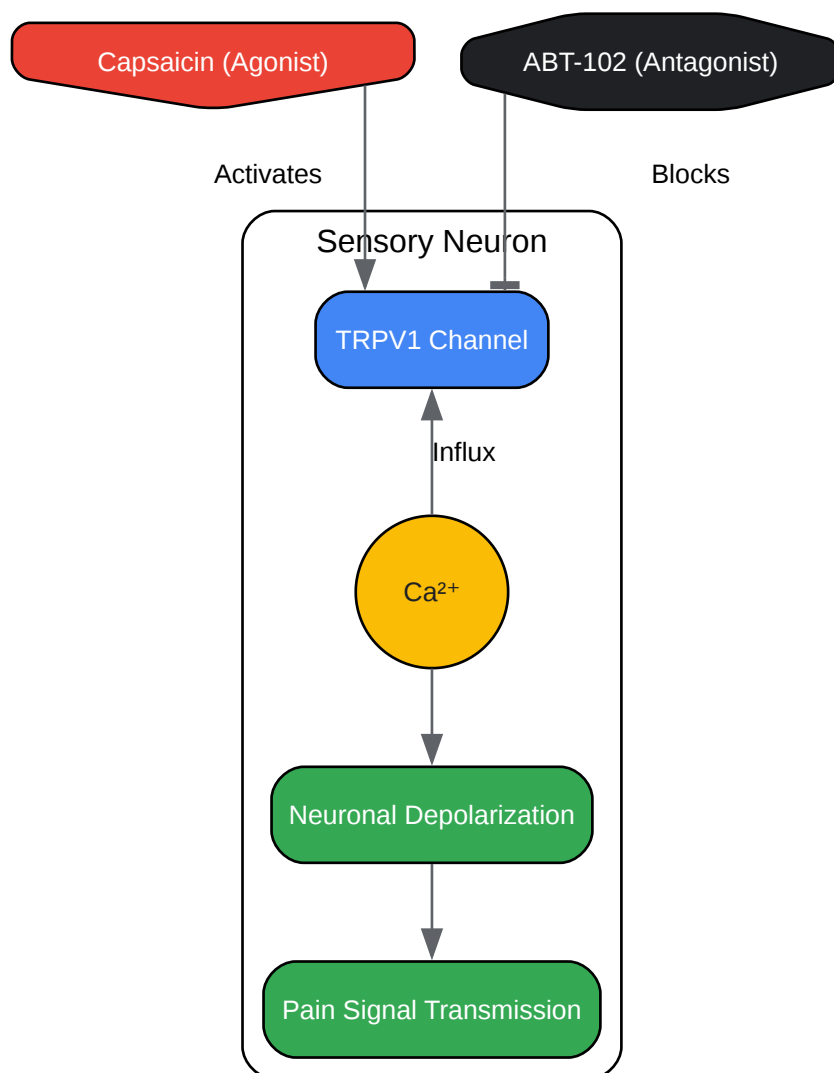 Capsaicin (Agonist)
ABT-102 (Antagonist)
Activates
Blocks
Sensory Neuron
TRPV1 Channel
Influx
Ca²⁺
Neuronal Depolarization
Pain Signal Transmission